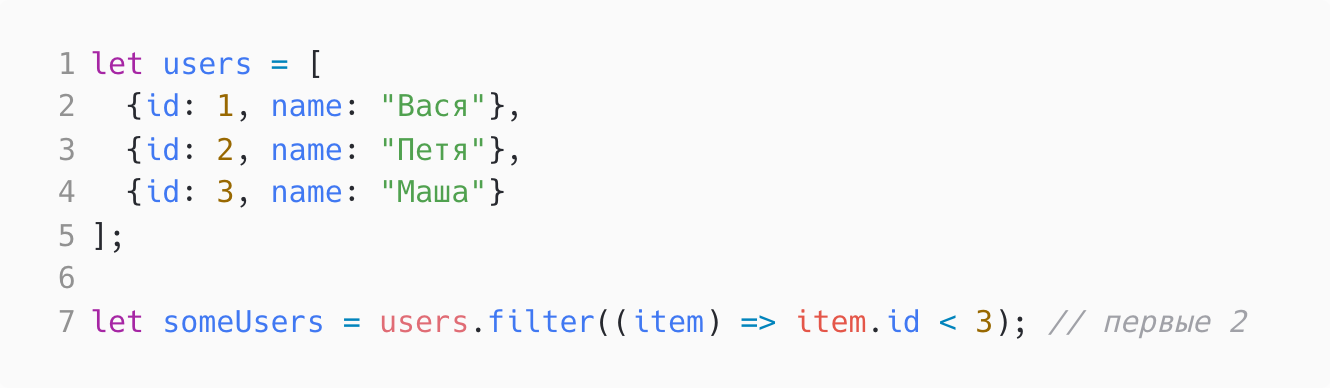 1 let users = [
2   {id: 1, name: "Вася"},
3   {id: 2, name: "Петя"},
4   {id: 3, name: "Маша"}
5 ];
6
7 let someUsers = users.filter((item) => item.id < 3); // первые 2